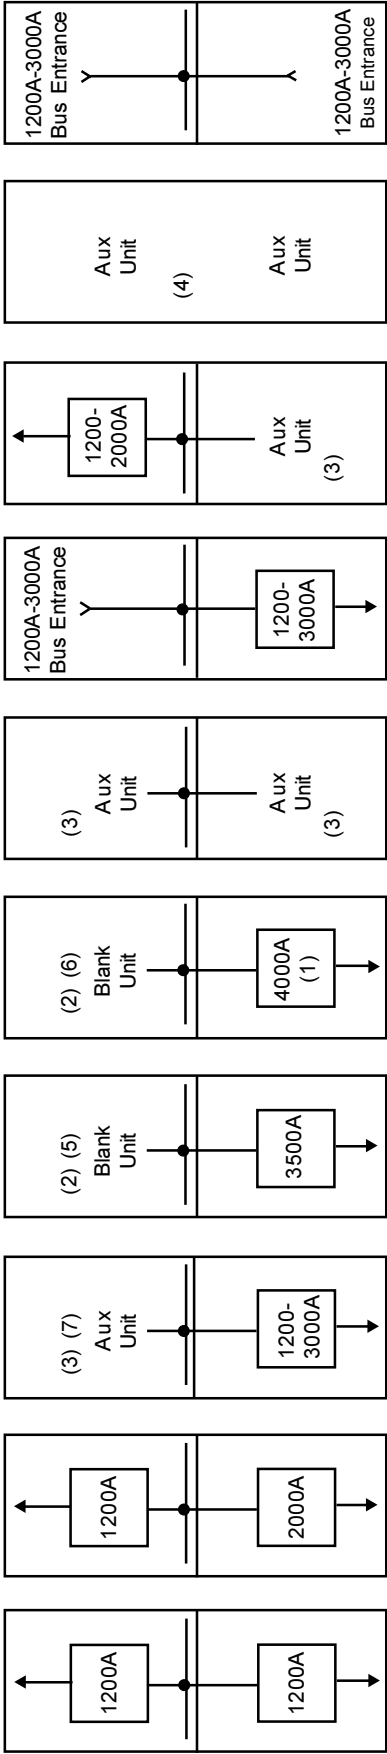 1200A
1200A
1200A
2000A
(3) (7)
Aux
Unit
1200-
3000A
(2) (5)
Blank
Unit
3500A
(2) (6)
Blank
Unit
4000A
(1)
(3)
Aux
Unit
Aux
Unit
(3)
1200A-3000A
Bus Entrance
1200-
3000A
1200-
2000A
Aux
Unit
(3)
Aux
Unit
(4)
Aux
Unit
1200A-3000A
Bus Entrance
1200A-3000A
Bus Entrance